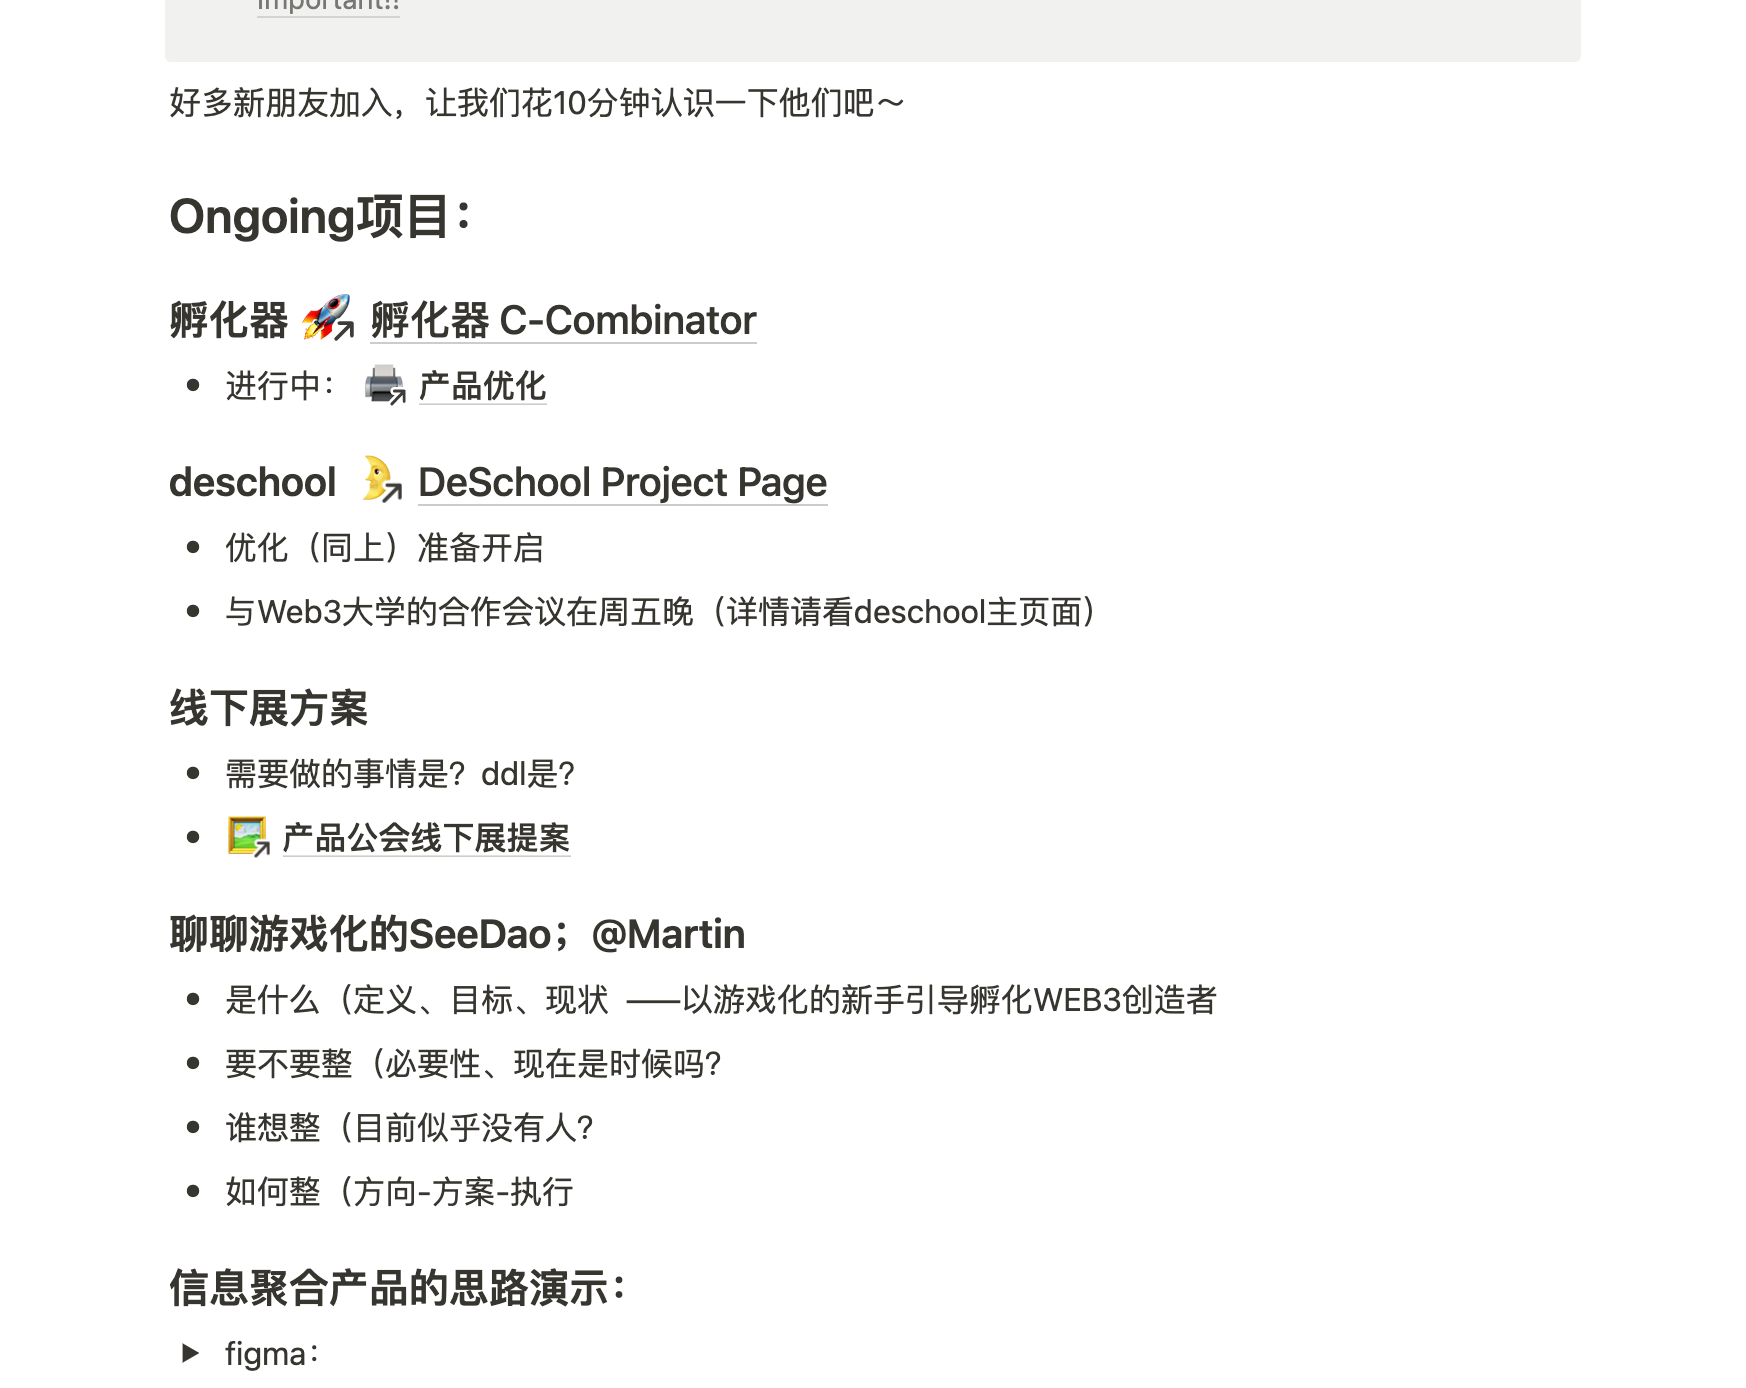 important!!
好多新朋友加入，让我们花10分钟认识一下他们吧～
Ongoing项目：
孵化器 孵化器 C-Combinator
进行中： 产品优化
deschool DeSchool Project Page
优化（同上）准备开启
与Web3大学的合作会议在周五晚（详情请看deschool主页面）
线下展方案
需要做的事情是？ddl是？
产品公会线下展提案
聊聊游戏化的SeeDao；@Martin
是什么（定义、目标、现状 ——以游戏化的新手引导孵化WEB3创造者
要不要整（必要性、现在是时候吗？
谁想整（目前似乎没有人？
如何整（方向-方案-执行
信息聚合产品的思路演示：
figma：